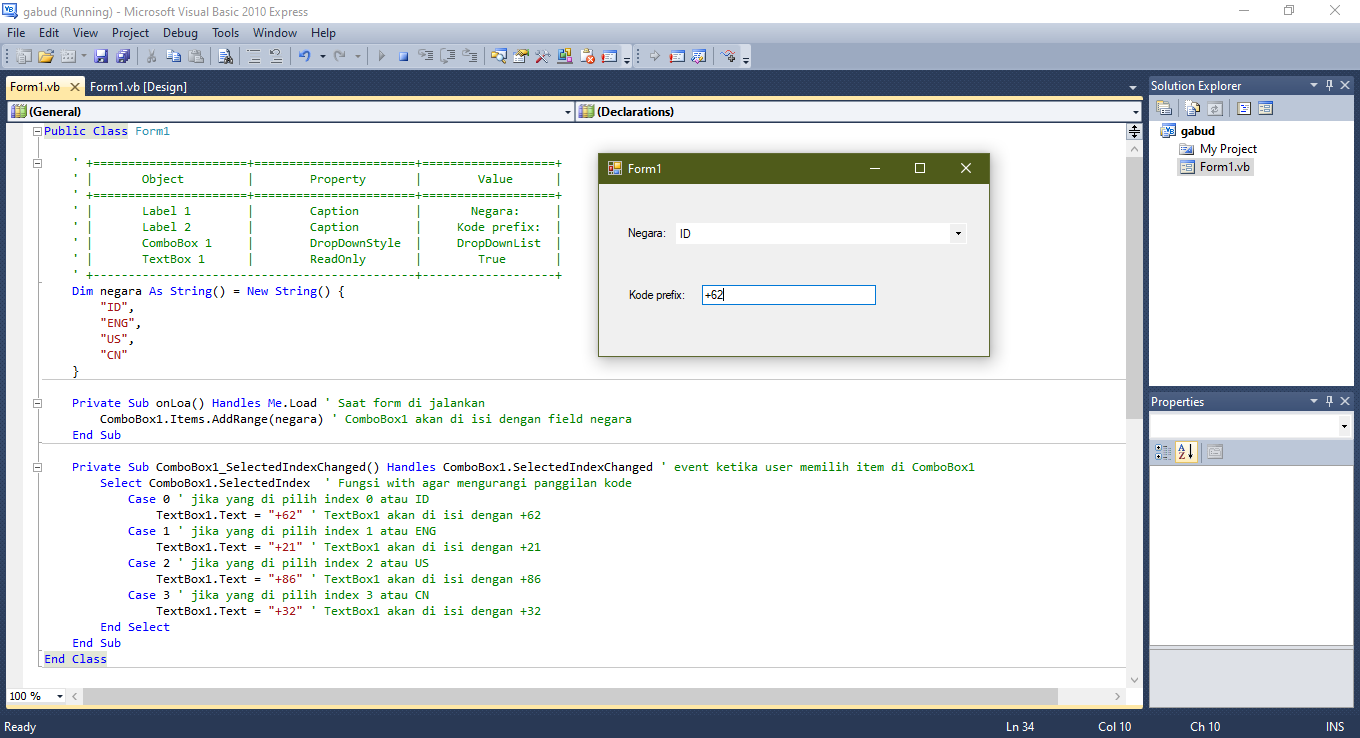 gabud (Running) - Microsoft Visual Basic 2010 Express
File Edit View Project Debug Tools Window Help
Form1.vb Form1.vb [Design]
(General) (Declarations)
Public Class Form1
' +======================+=======================+===================+
' | Object | Property | Value |
' +======================+=======================+===================+
' | Label 1 | Caption | Negara: |
' | Label 2 | Caption | Kode prefix: |
' | ComboBox 1 | DropDownStyle | DropDownList |
' | TextBox 1 | ReadOnly | True |
' +----------------------------------------------+-------------------+
Dim negara As String() = New String() {
"ID",
"ENG",
"US",
"CN"
}
Private Sub onLoa() Handles Me.Load ' Saat form di jalankan
ComboBox1.Items.AddRange(negara) ' ComboBox1 akan di isi dengan field negara
End Sub
Private Sub ComboBox1_SelectedIndexChanged() Handles ComboBox1.SelectedIndexChanged ' event ketika user memilih item di ComboBox1
Select ComboBox1.SelectedIndex ' Fungsi with agar mengurangi panggilan kode
Case 0 ' jika yang di pilih index 0 atau ID
TextBox1.Text = "+62" ' TextBox1 akan di isi dengan +62
Case 1 ' jika yang di pilih index 1 atau ENG
TextBox1.Text = "+21" ' TextBox1 akan di isi dengan +21
Case 2 ' jika yang di pilih index 2 atau US
TextBox1.Text = "+86" ' TextBox1 akan di isi dengan +86
Case 3 ' jika yang di pilih index 3 atau CN
TextBox1.Text = "+32" ' TextBox1 akan di isi dengan +32
End Select
End Sub
End Class
100 %
Form1
Negara: ID
Kode prefix: +62
Solution Explorer
gabud
My Project
Form1.vb
Properties
Ready Ln 34 Col 10 Ch 10 INS